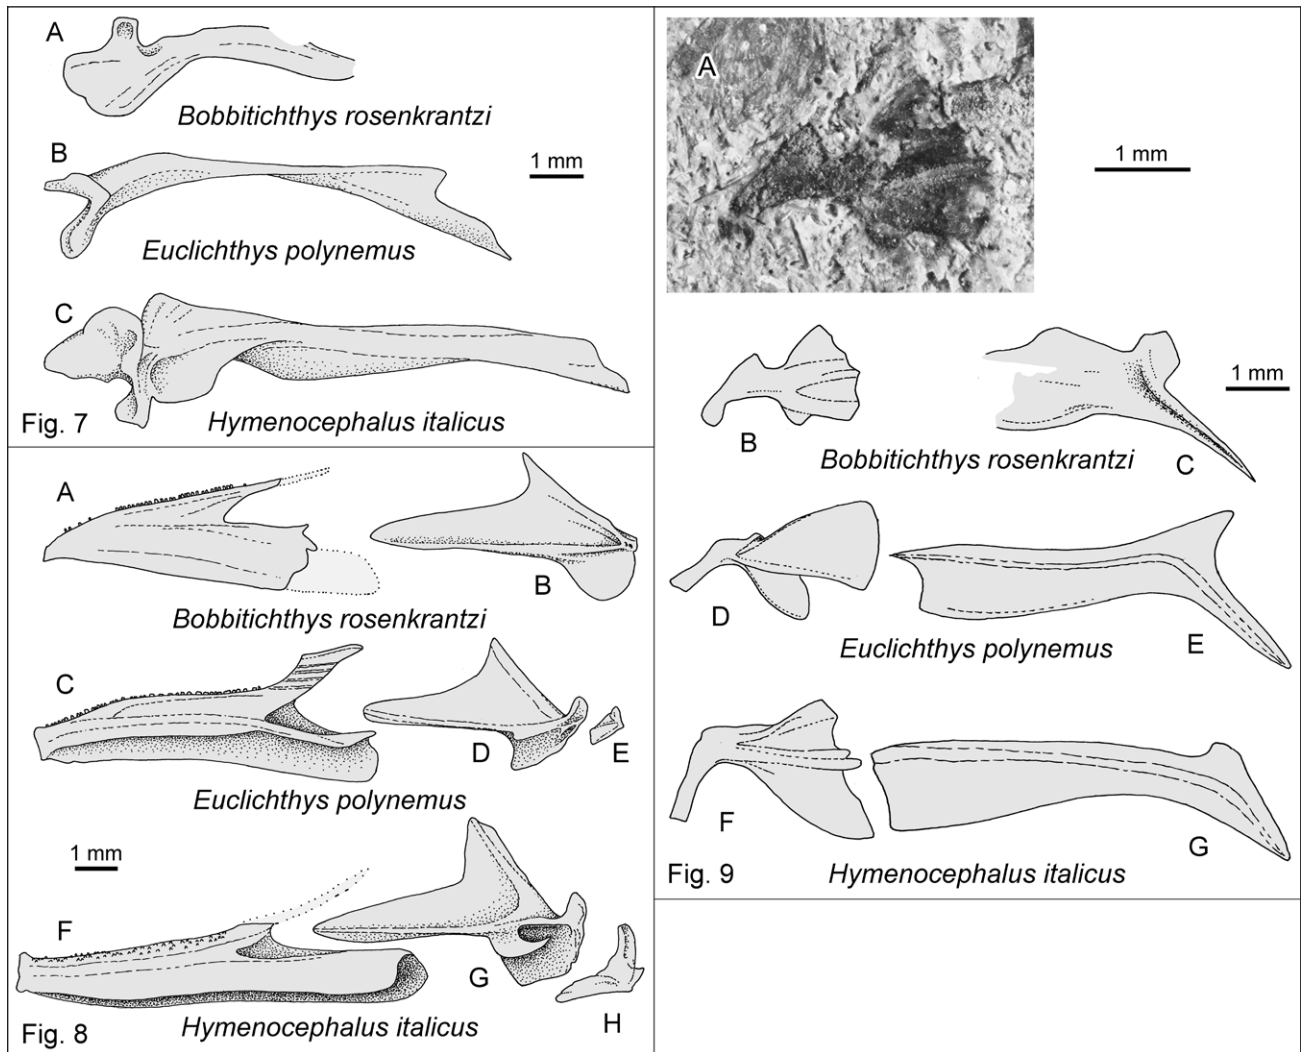 A
Bobbitichthys rosenkrantzi
B
1 mm
Euclichthys polynemus
C
Fig. 7
Hymenocephalus italicus
A
B
Bobbitichthys rosenkrantzi
C
D
E
Euclichthys polynemus
1 mm
F
G
H
Fig. 8
Hymenocephalus italicus
A
1 mm
1 mm
B
Bobbitichthys rosenkrantzi
C
D
Euclichthys polynemus
E
F
G
Fig. 9
Hymenocephalus italicus